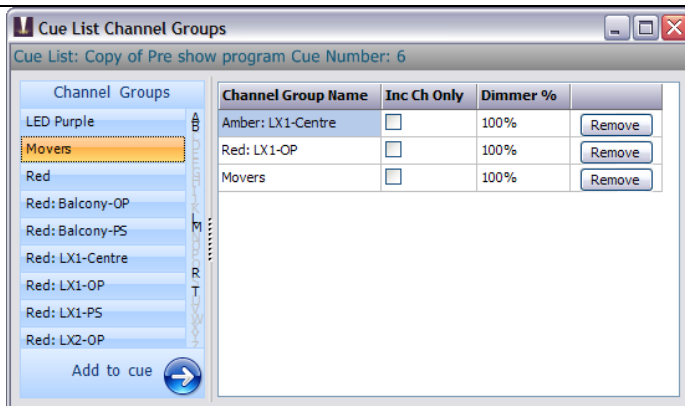 Cue List Channel Groups
Cue List: Copy of Pre show program Cue Number: 6
Channel Groups
LED Purple
Movers
Red
Red: Balcony-OP
Red: Balcony-PS
Red: LX1-Centre
Red: LX1-OP
Red: LX1-PS
Red: LX2-OP
Add to cue
A
B
L
M
R
T
Channel Group Name Inc Ch Only Dimmer %
Amber: LX1-Centre 100% Remove
Red: LX1-OP 100% Remove
Movers 100% Remove